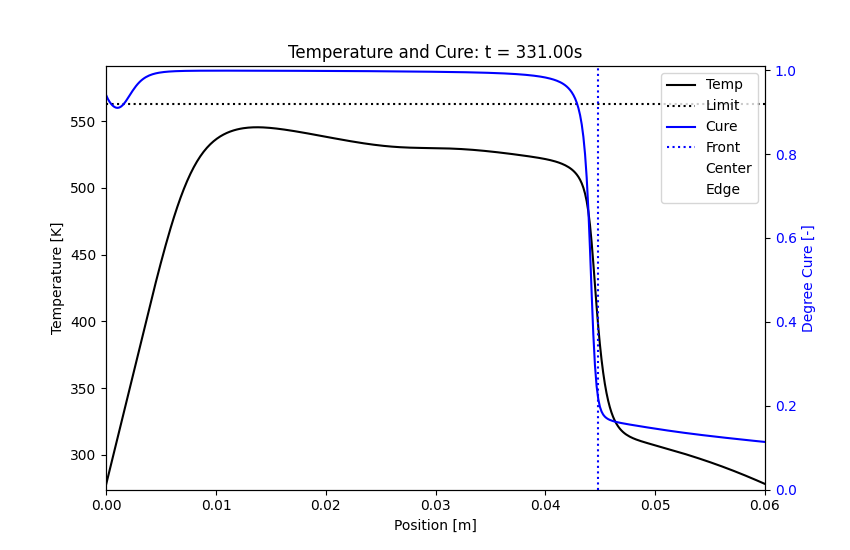 Temperature and Cure: t = 331.00s
Temperature [K]
550
500
450
400
350
300
0.00
0.01
0.02
0.03
0.04
0.05
0.06
Position [m]
1.0
0.8
0.6
0.4
0.2
0.0
Degree Cure [-]
Temp
Limit
Cure
Front
Center
Edge